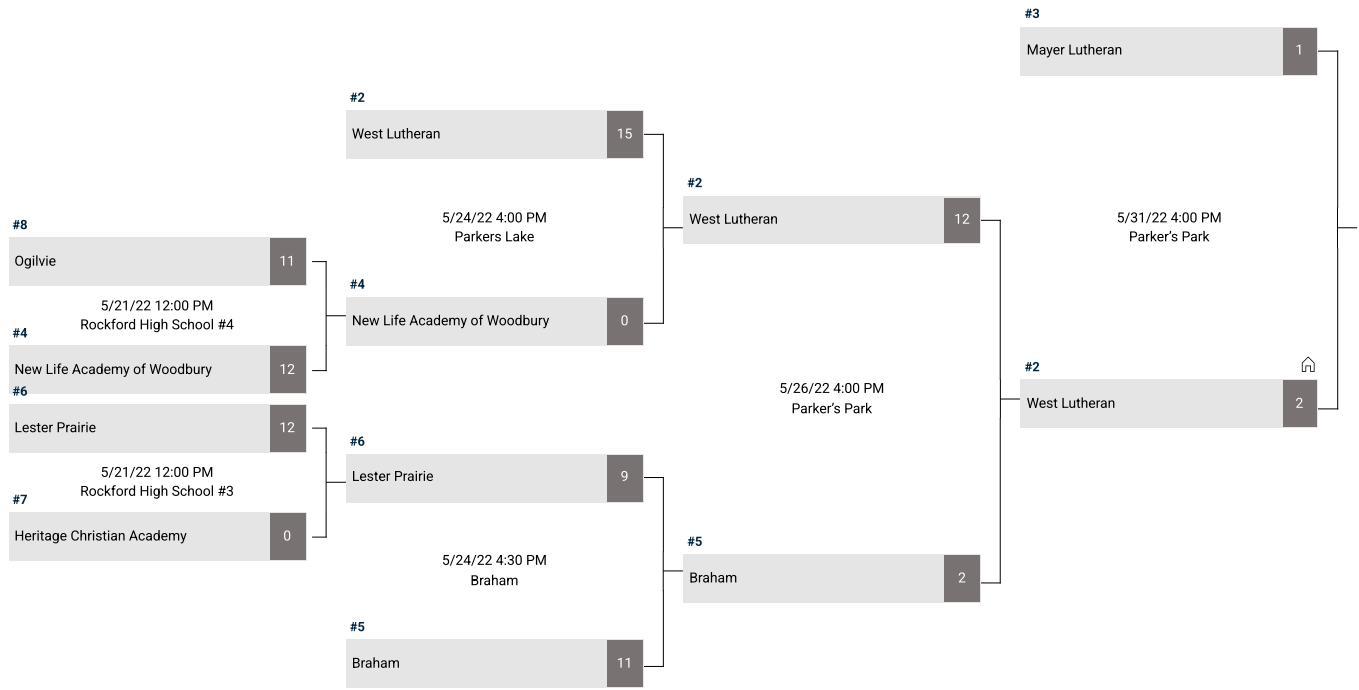 #8
Ogilvie
11
5/21/22 12:00 PM
Rockford High School #4
#4
New Life Academy of Woodbury
12
#6
Lester Prairie
12
5/21/22 12:00 PM
Rockford High School #3
#7
Heritage Christian Academy
0
#2
West Lutheran
15
5/24/22 4:00 PM
Parkers Lake
#4
New Life Academy of Woodbury
0
#6
Lester Prairie
9
5/24/22 4:30 PM
Braham
#5
Braham
11
#2
West Lutheran
12
5/26/22 4:00 PM
Parker’s Park
#5
Braham
2
#3
Mayer Lutheran
1
5/31/22 4:00 PM
Parker’s Park
#2
West Lutheran
2